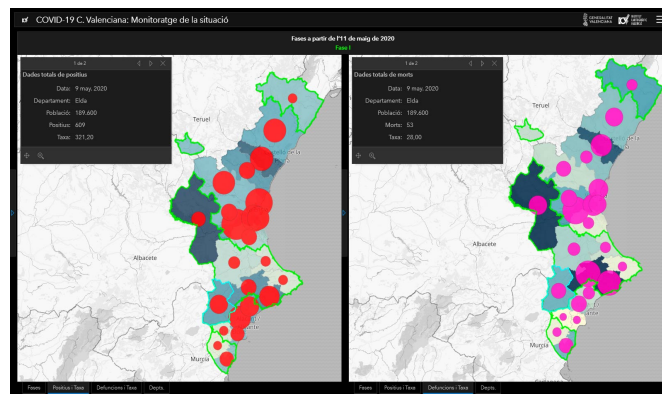 COVID-19 C. Valenciana: Monitoratge de la situació
GENERALITAT
VALENCIANA
Fases a partir de l'11 de maig de 2020
Fase I
1 de 2
Dades totals de positius
Data: 9 may. 2020
Departament: Elda
Població: 189.600
Positius: 609
Taxa: 321,20
Teruel
Albacete
Murcia
Fases
Positius i Taxa
Defuncions i Taxa
Depts.
1 de 2
Dades totals de morts
Data: 9 may. 2020
Departament: Elda
Població: 189.600
Morts: 53
Taxa: 28,00
Teruel
de la
Albacete
Murcia
Fases
Positius i Taxa
Defuncions i Taxa
Depts.